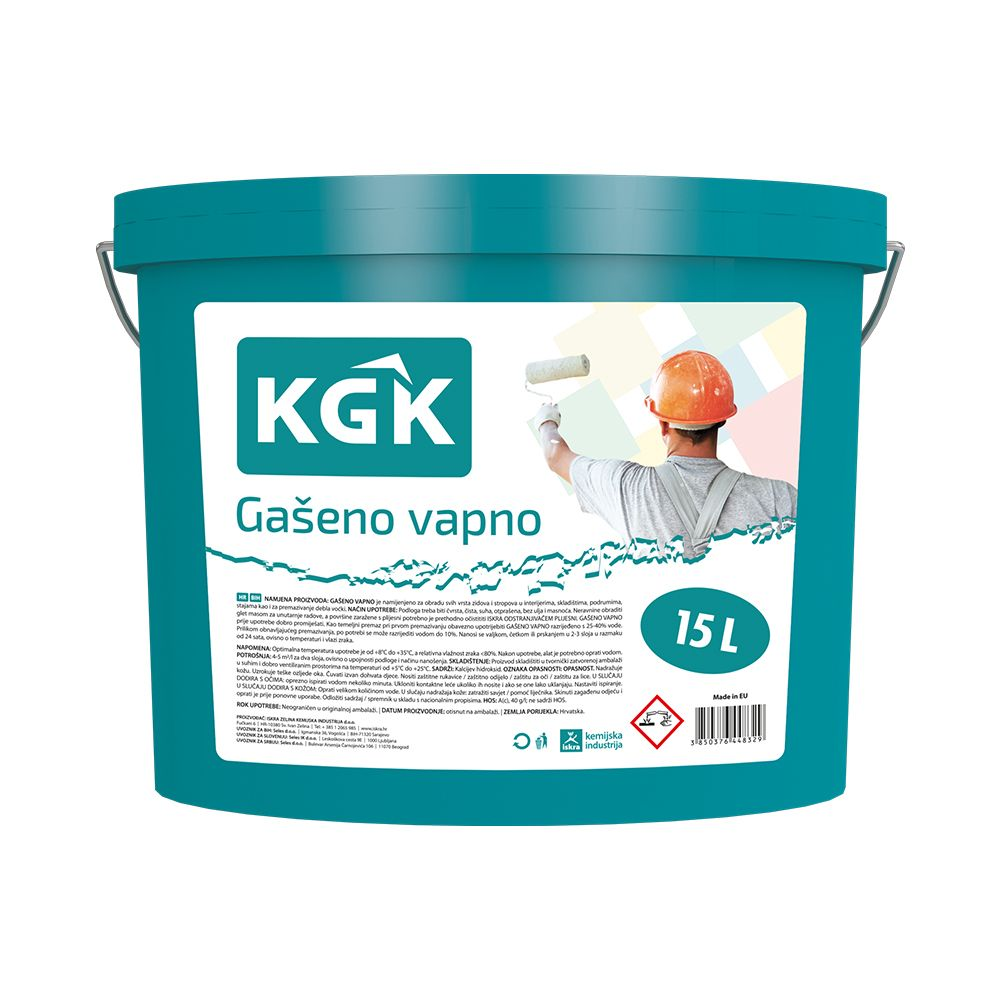 KGK
Gašeno vapno
HR BIH NAMJENA PROIZVODA: GAŠENO VAPNO je namijenjeno za obradu svih vrsta zidova i stropova u interijerima, skladištima, podrumima,
štajama kao i za premazivanje debla voćki. NAČIN UPOTREBE: Podloga treba biti čvrsta, čista, suha, otprašena, bez ulja i masnoća. Neravnine obraditi
glet masom za unutarnje radove, a površine zaražene s plijesni potrebno je prethodno očistiti ISKRA ODSTRANJIVAČEM PLIJESNI. GAŠENO VAPNO
prije upotrebe dobro promiješati. Kao temeljni premaz pri prvom premazivanju obavezno upotrijebiti GAŠENO VAPNO razrijeđeno s 25-40% vode.
Prilikom obnavljajućeg premazivanja, po potrebi se može razrijediti vodom do 10%. Nanosi se valjkom, četkom ili prskanjem u 2-3 sloja u razmaku
od 24 sata, ovisno o temperaturi i vlazi zraka.
NAPOMENA: Optimalna temperatura upotrebe je od +8°C do +35°C, a relativna vlažnost zraka <80%. Nakon upotrebe, alat je potrebno oprati vodom.
POTROŠNJA: 4-5 m²/l za dva sloja, ovisno o upojnosti podloge i načinu nanošenja. SKLADIŠTENJE: Proizvod skladištiti u tvornički zatvorenoj ambalaži
u suhim i dobro ventiliranim prostorima na temperaturi od +5°C do +25°C. SADRŽI: Kalcijev hidroksid. OZNAKA OPASNOSTI: OPASNOST. Nadražuje
kožu. Uzrokuje teške ozljede oka. Čuvati izvan dohvata djece. Nositi zaštitne rukavice / zaštitno odijelo / zaštitu za oči / zaštitu za lice. U SLUČAJU
DODIRA S OČIMA: oprezno ispirati vodom nekoliko minuta. Ukloniti kontaktne leće ukoliko ih nosite i ako se one lako uklanjaju. Nastaviti ispiranje.
U SLUČAJU DODIRA S KOŽOM: Oprati velikom količinom vode. U slučaju nadražaja kože: zatražiti savjet / pomoć liječnika. Skinuti zagađenu odjeću i
oprati je prije ponovne uporabe. Odložiti sadržaj / spremnik u skladu s nacionalnim propisima. HOS: A(c), 40 g/l; ne sadrži HOS.
ROK UPOTREBE: Neograničen u originalnoj ambalaži. | DATUM PROIZVODNJE: otisnut na ambalaži. | ZEMLJA PORIJEKLA: Hrvatska.
PROIZVOĐAČ: ISKRA ZELINA KEMIJSKA INDUSTRIJA d.o.o.
Fučkani 6 | HR-10380 Sv. Ivan Zelina | Tel: + 385 1 2065 985 | www.iskra.hr
UVOZNIK ZA BIH: Seles d.o.o. | Igmanska 38, Vogošća | BIH-71320 Sarajevo
UVOZNIK ZA SLOVENIJU: Seles IK d.o.o. | Leskoškova cesta 9E | 1000 Ljubljana
UVOZNIK ZA SRBIJU: Seles d.o.o. | Bulevar Arsenija Čarnojevića 106 | 11070 Beograd
15 L
iskra
kemijska
industrija
Made in EU
3 850376 448329